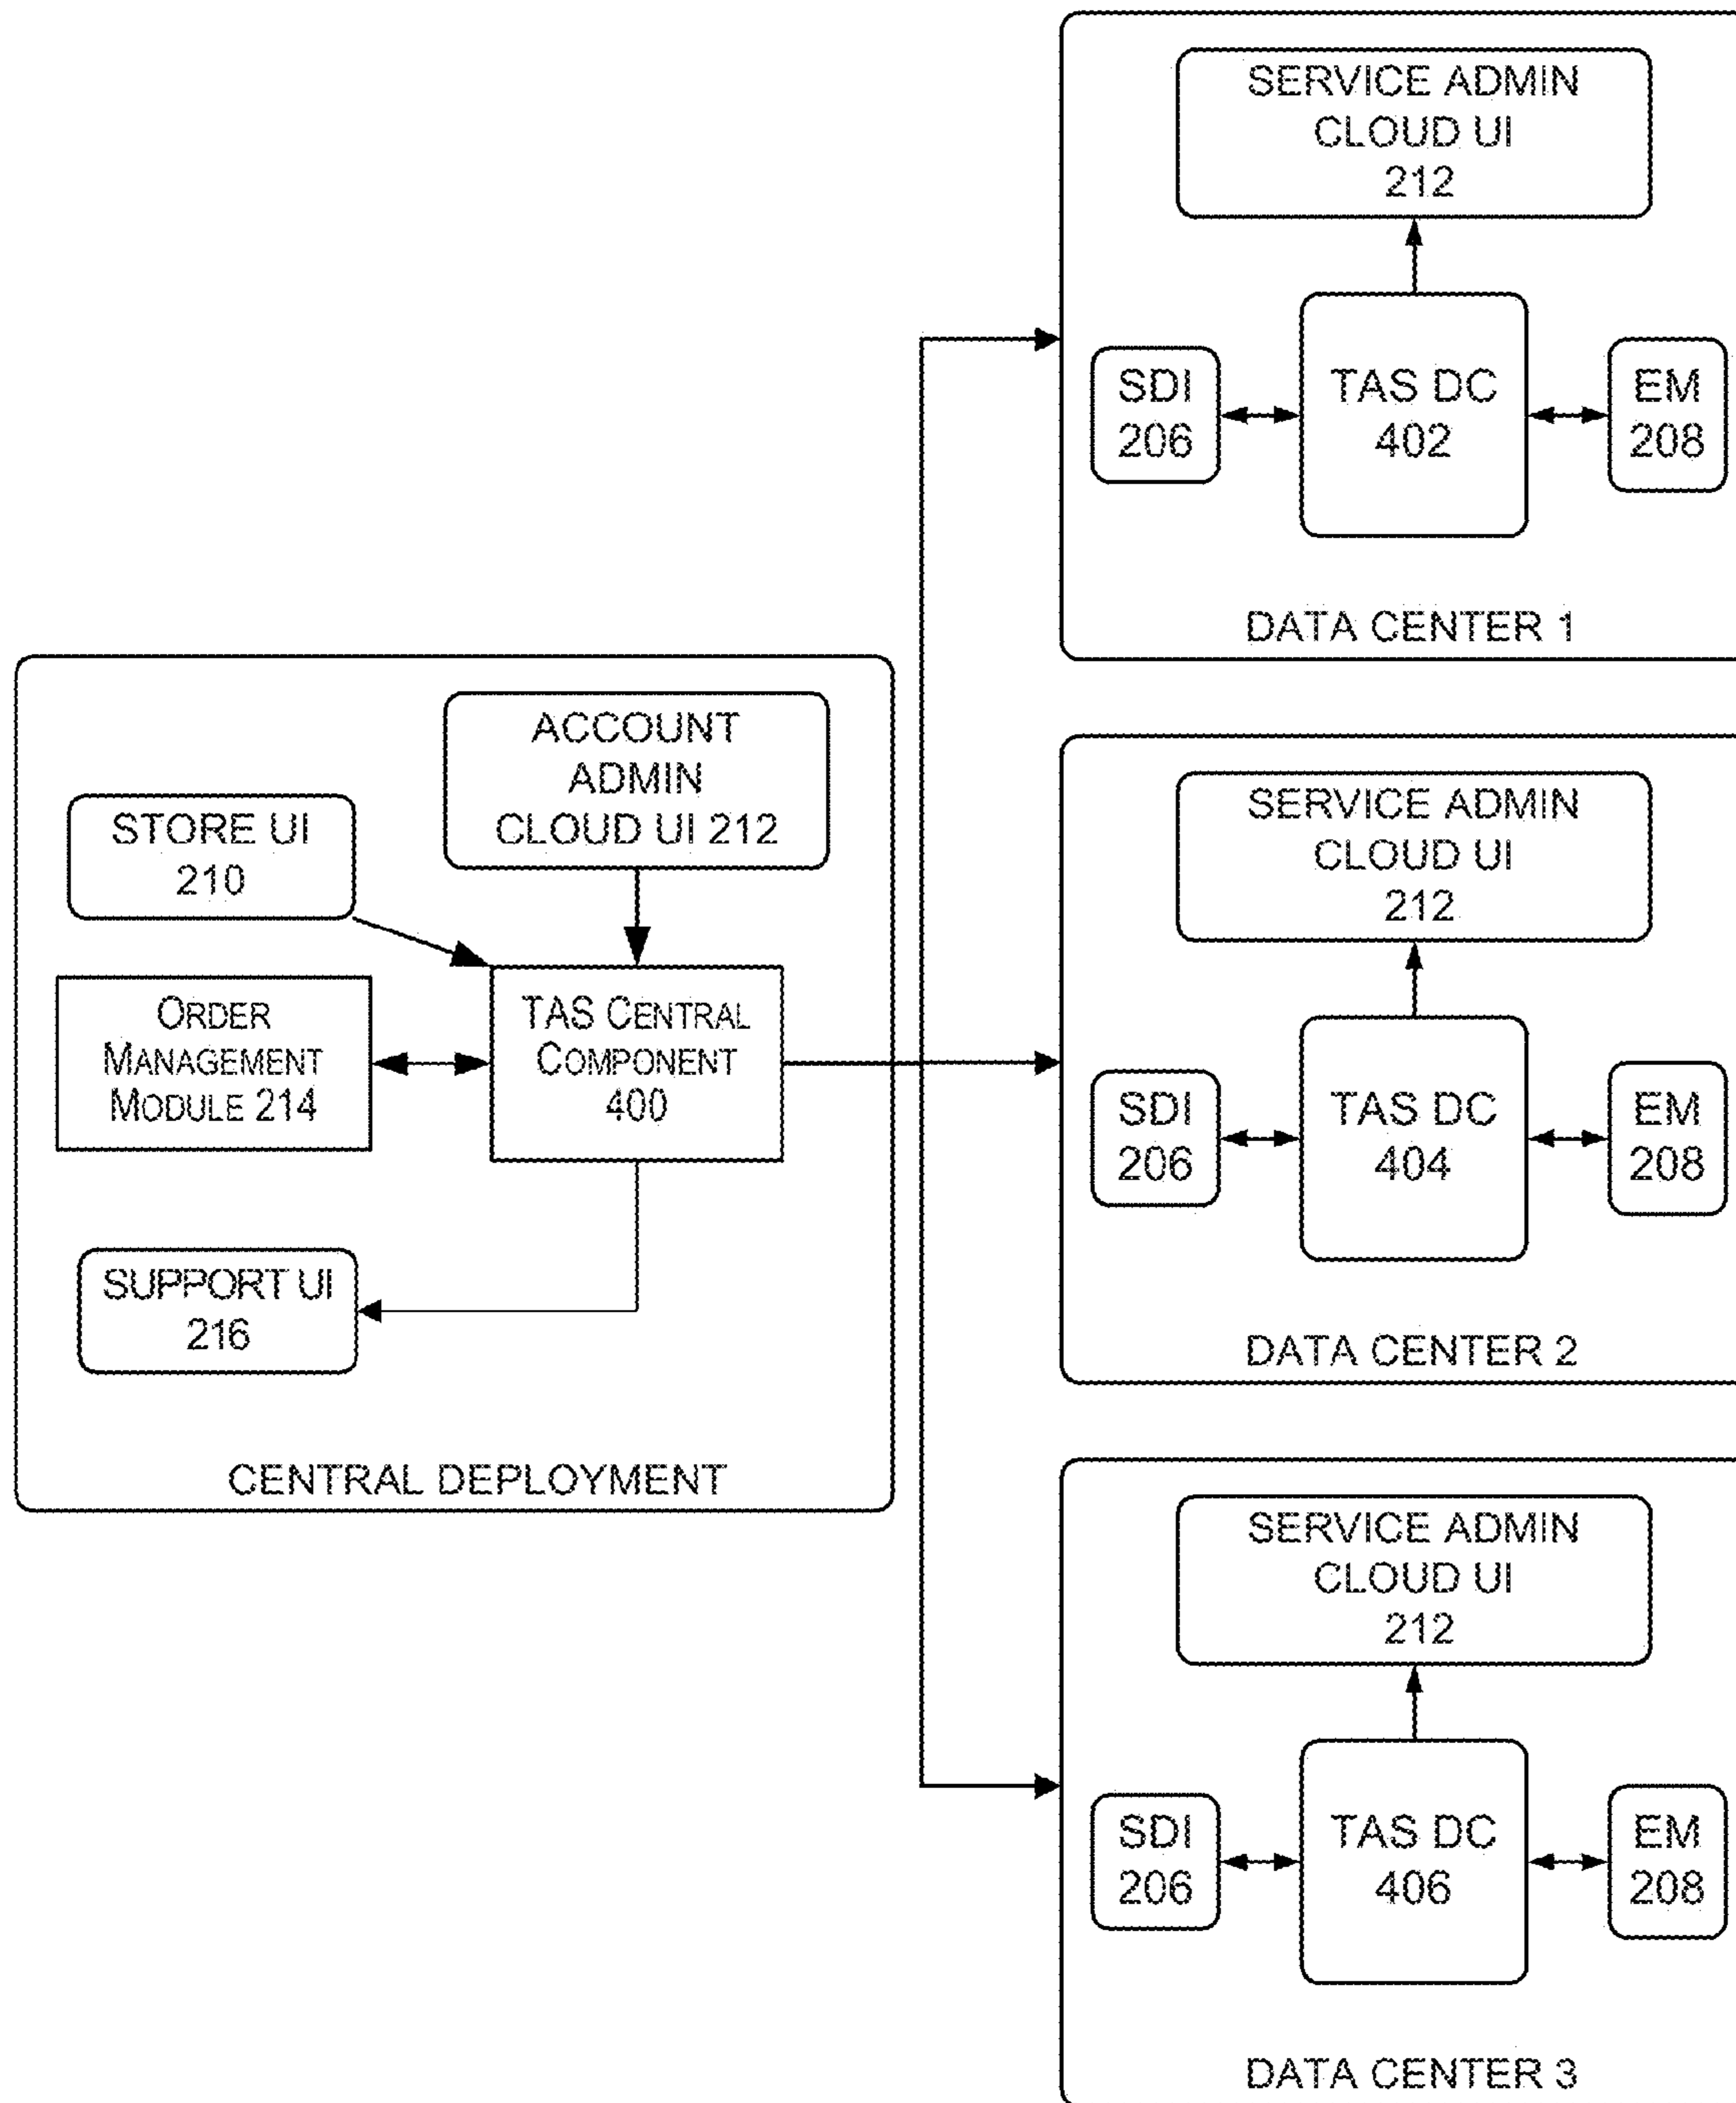 SERVICE ADMIN
CLOUD UI
212
SDI
206
TAS DC
402
EM
208
DATA CENTER 1
ACCOUNT
ADMIN
CLOUD UI 212
STORE UI
210
ORDER
MANAGEMENT
MODULE 214
TAS CENTRAL
COMPONENT
400
SUPPORT UI
216
CENTRAL DEPLOYMENT
SERVICE ADMIN
CLOUD UI
212
SDI
206
TAS DC
404
EM
208
DATA CENTER 2
SERVICE ADMIN
CLOUD UI
212
SDI
206
TAS DC
406
EM
208
DATA CENTER 3